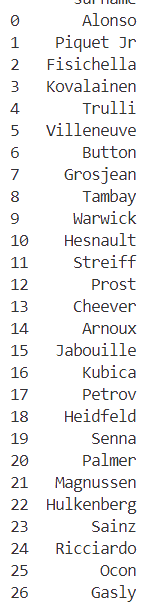 surname
0 Alonso
1 Piquet Jr
2 Fisichella
3 Kovalainen
4 Trulli
5 Villeneuve
6 Button
7 Grosjean
8 Tambay
9 Warwick
10 Hesnault
11 Streiff
12 Prost
13 Cheever
14 Arnoux
15 Jabouille
16 Kubica
17 Petrov
18 Heidfeld
19 Senna
20 Palmer
21 Magnussen
22 Hulkenberg
23 Sainz
24 Ricciardo
25 Ocon
26 Gasly